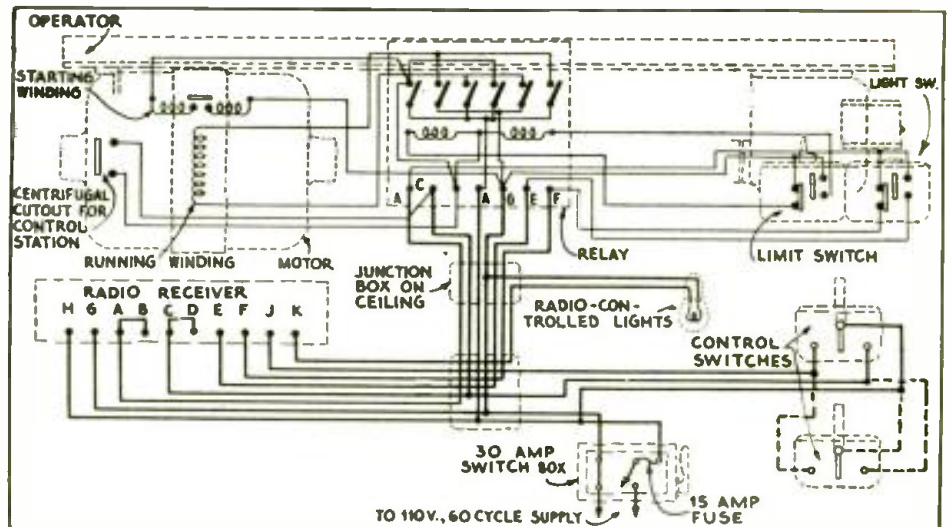 OPERATOR
STARTING
WINDING
LIGHT SW.
CENTRIFUGAL
CUTOUT FOR
CONTROL
STATION
A C A G E F
RUNNING WINDING
MOTOR
RELAY
LIMIT SWITCH
JUNCTION
BOX ON
CEILING
RADIO RECEIVER
H G A B C D E F J K
RADIO-CON-
TROLLED LIGHTS
CONTROL
SWITCHES
30 AMP
SWITCH BOX
15 AMP
FUSE
TO 110V., 60 CYCLE SUPPLY